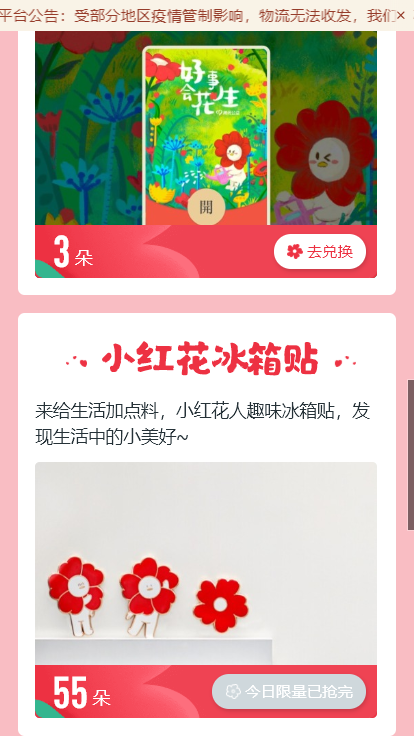 平台公告：受部分地区疫情管制影响，物流无法收发，我们
×
好事会花生
開
3 朵
去兑换
小红花冰箱贴
来给生活加点料，小红花人趣味冰箱贴，发
现生活中的小美好~
55 朵
今日限量已抢完